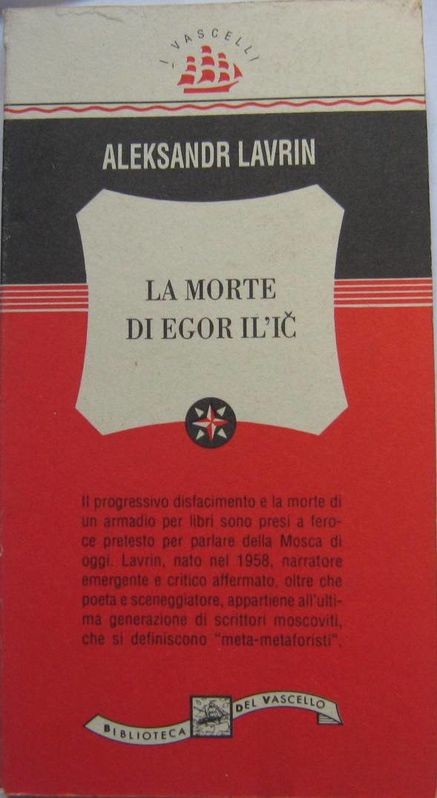 I VASCELLI
ALEKSANDR LAVRIN
LA MORTE
DI EGOR IL'IČ
Il progressivo disfacimento e la morte di
un armadio per libri sono presi a fero-
ce pretesto per parlare della Mosca di
oggi. Lavrin, nato nel 1958, narratore
emergente e critico affermato, oltre che
poeta e sceneggiatore, appartiene all'ulti-
ma generazione di scrittori moscoviti,
che si definiscono "meta-metaforisti".
BIBLIOTECA DEL VASCELLO